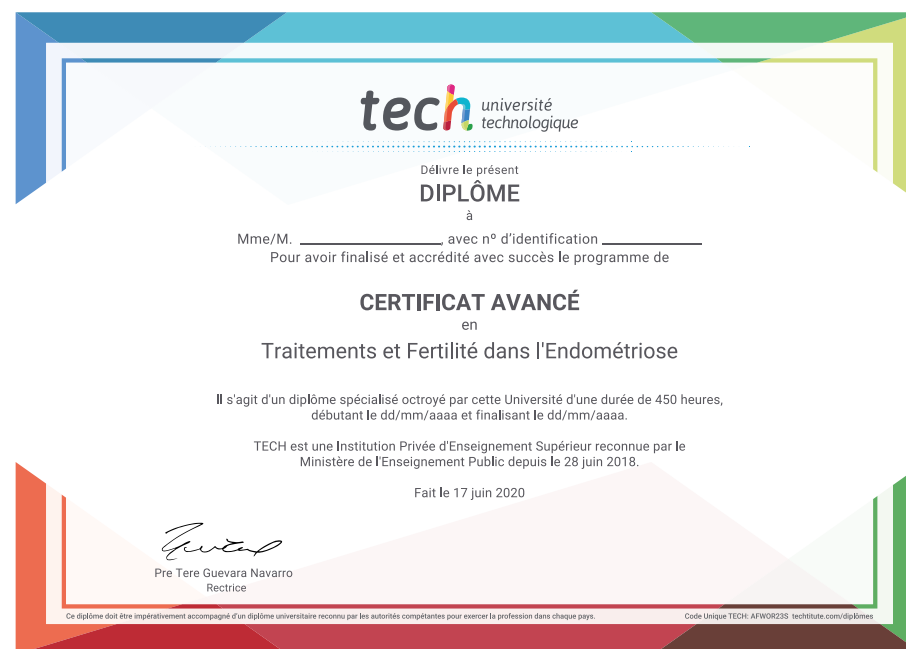 tech université
technologique
Délivre le présent
DIPLÔME
à
Mme/M. ____________________, avec nº d'identification ______________
Pour avoir finalisé et accrédité avec succès le programme de
CERTIFICAT AVANCÉ
en
Traitements et Fertilité dans l'Endométriose
Il s'agit d'un diplôme spécialisé octroyé par cette Université d'une durée de 450 heures,
débutant le dd/mm/aaaa et finalisant le dd/mm/aaaa.
TECH est une Institution Privée d'Enseignement Supérieur reconnue par le
Ministère de l'Enseignement Public depuis le 28 juin 2018.
Fait le 17 juin 2020
Pre Tere Guevara Navarro
Rectrice
Ce diplôme doit être impérativement accompagné d'un diplôme universitaire reconnu par les autorités compétentes pour exercer la profession dans chaque pays.
Code Unique TECH: AFWOR23S techtitute.com/diplômes